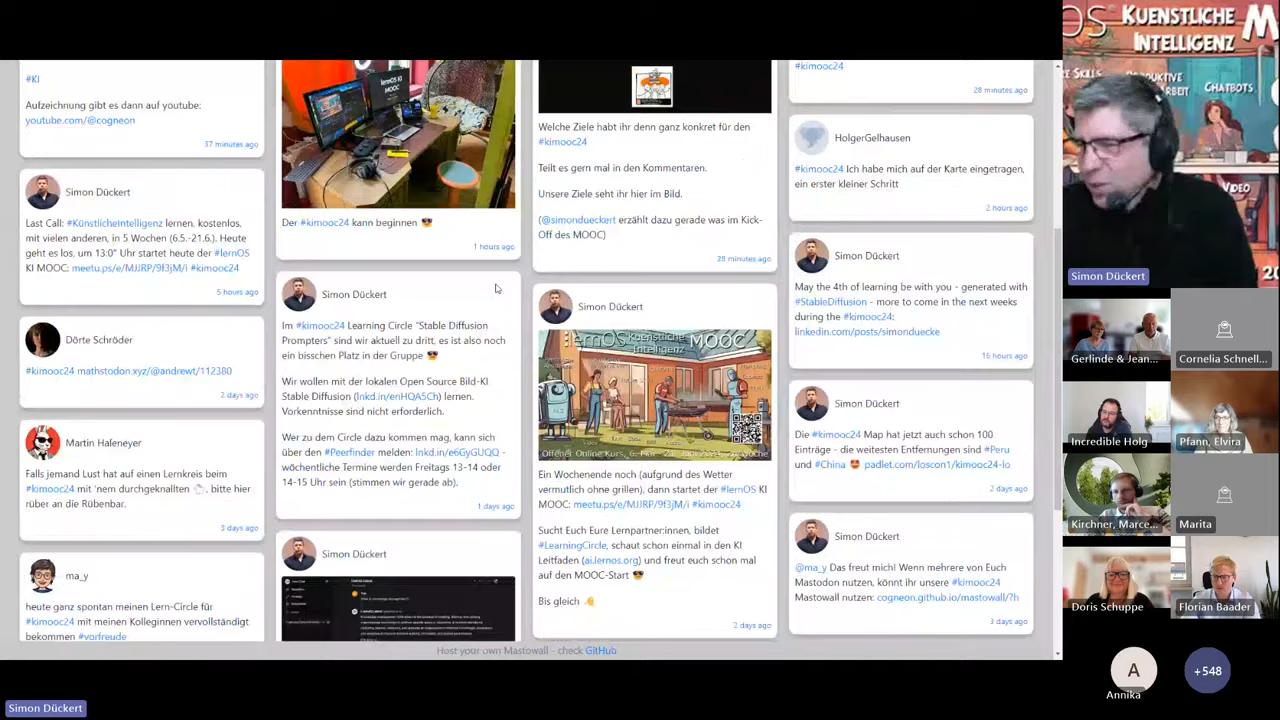 #KI
Aufzeichnung gibt es dann auf youtube:
youtube.com/@cogneon
37 minutes ago
Simon Dückert
Last Call: #KünstlicheIntelligenz lernen, kostenlos,
mit vielen anderen, in 5 Wochen (6.5.-21.6.). Heute
geht es los, um 13:0" Uhr startet heute der #lernOS
KI MOOC: meetu.ps/e/MJJRP/9f3jM/i #kimooc24
5 hours ago
Dörte Schröder
#kimooc24 mathstodon.xyz/@andrewt/112380
2 days ago
Martin Haleneyer
Falls jemand Lust hat auf einen Lernkreis beim
#kimooc24 mit 'nem durchgeknallten , bitte hier
rüber an die Rübenbar.
3 days ago
ma_y
heute ganz spontan meinen Lern-Circle für
#kimooc24 mit meinen Kolleginnen vervollständigt
bekommen #vorfreude
lernOS KI
MOOC
Der #kimooc24 kann beginnen 😎
1 hours ago
Simon Dückert
Im #kimooc24 Learning Circle "Stable Diffusion
Prompters" sind wir aktuell zu dritt, es ist also noch
ein bisschen Platz in der Gruppe 😎
Wir wollen mit der lokalen Open Source Bild-KI
Stable Diffusion (lnkd.in/enHQA5Ch) lernen.
Vorkenntnisse sind nicht erforderlich.
Wer zu dem Circle dazu kommen mag, kann sich
über den #Peerfinder melden: lnkd.in/e6GyGUQQ -
wöchentliche Termine werden Freitags 13-14 oder
14-15 Uhr sein (stimmen wir gerade ab).
1 days ago
Simon Dückert
Welche Ziele habt ihr denn ganz konkret für den
#kimooc24
Teilt es gern mal in den Kommentaren.
Unsere Ziele seht ihr hier im Bild.
(@simondueckert erzählt dazu gerade was im Kick-
Off des MOOC)
28 minutes ago
Simon Dückert
lernOS Kuenstliche
Intelligenz MOOC
Ein Wochenende noch (aufgrund des Wetter
vermutlich ohne grillen), dann startet der #lernOS KI
MOOC: meetu.ps/e/MJJRP/9f3jM/i #kimooc24
Sucht Euch Eure Lernpartner:innen, bildet
#LearningCircle, schaut schon einmal in den KI
Leitfaden (ai.lernos.org) und freut euch schon mal
auf den MOOC-Start 😎
Bis gleich 👋
2 days ago
#kimooc24
28 minutes ago
HolgerGelhausen
#kimooc24 Ich habe mich auf der Karte eingetragen,
ein erster kleiner Schritt
2 hours ago
Simon Dückert
May the 4th of learning be with you - generated with
#StableDiffusion - more to come in the next weeks
during the #kimooc24:
linkedin.com/posts/simonduecke
16 hours ago
Simon Dückert
Die #kimooc24 Map hat jetzt auch schon 100
Einträge - die weitesten Entfernungen sind #Peru
und #China 🤩 padlet.com/loscon1/kimooc24-lo
2 days ago
Simon Dückert
@ma_y Das freut mich! Wenn mehrere von Euch
Mastodon nutzen, könnt ihr unsere #kimooc24
Mastowall nutzen: cogneon.github.io/mastowall/?h
3 days ago
Host your own Mastowall - check GitHub
Simon Dückert
OS KUENSTLICHE M
INTELLIGENZ
CHATBOTS
VIDEO
Simon Dückert
Gerlinde & Jean...
Cornelia Schnell...
Incredible Holg
Pfann, Elvira
Kirchner, Marce...
Marita
Doris Schuppe
Florian Baader
A
Annika
+548